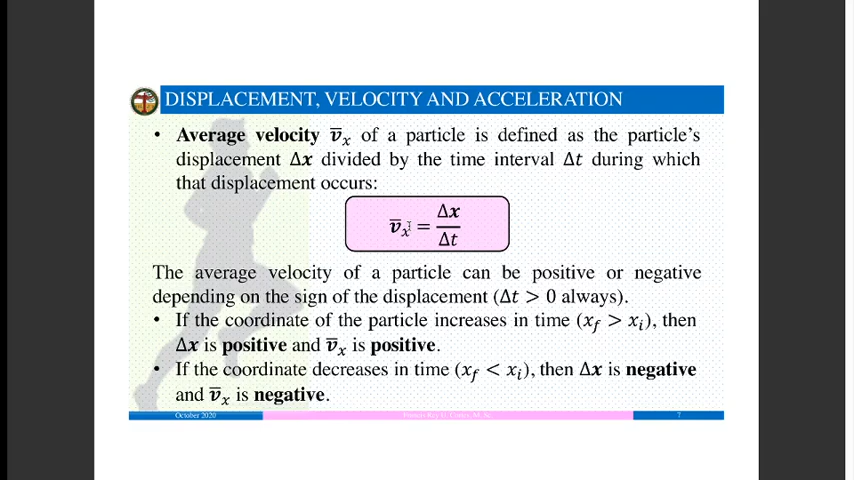 DISPLACEMENT, VELOCITY AND ACCELERATION
• Average velocity v̅ₓ of a particle is defined as the particle's
displacement Δx divided by the time interval Δt during which
that displacement occurs:
v̅ₓ = Δx/Δt
The average velocity of a particle can be positive or negative
depending on the sign of the displacement (Δt > 0 always).
• If the coordinate of the particle increases in time (x_f > x_i), then
Δx is positive and v̅ₓ is positive.
• If the coordinate decreases in time (x_f < x_i), then Δx is negative
and v̅ₓ is negative.
October 2020
7